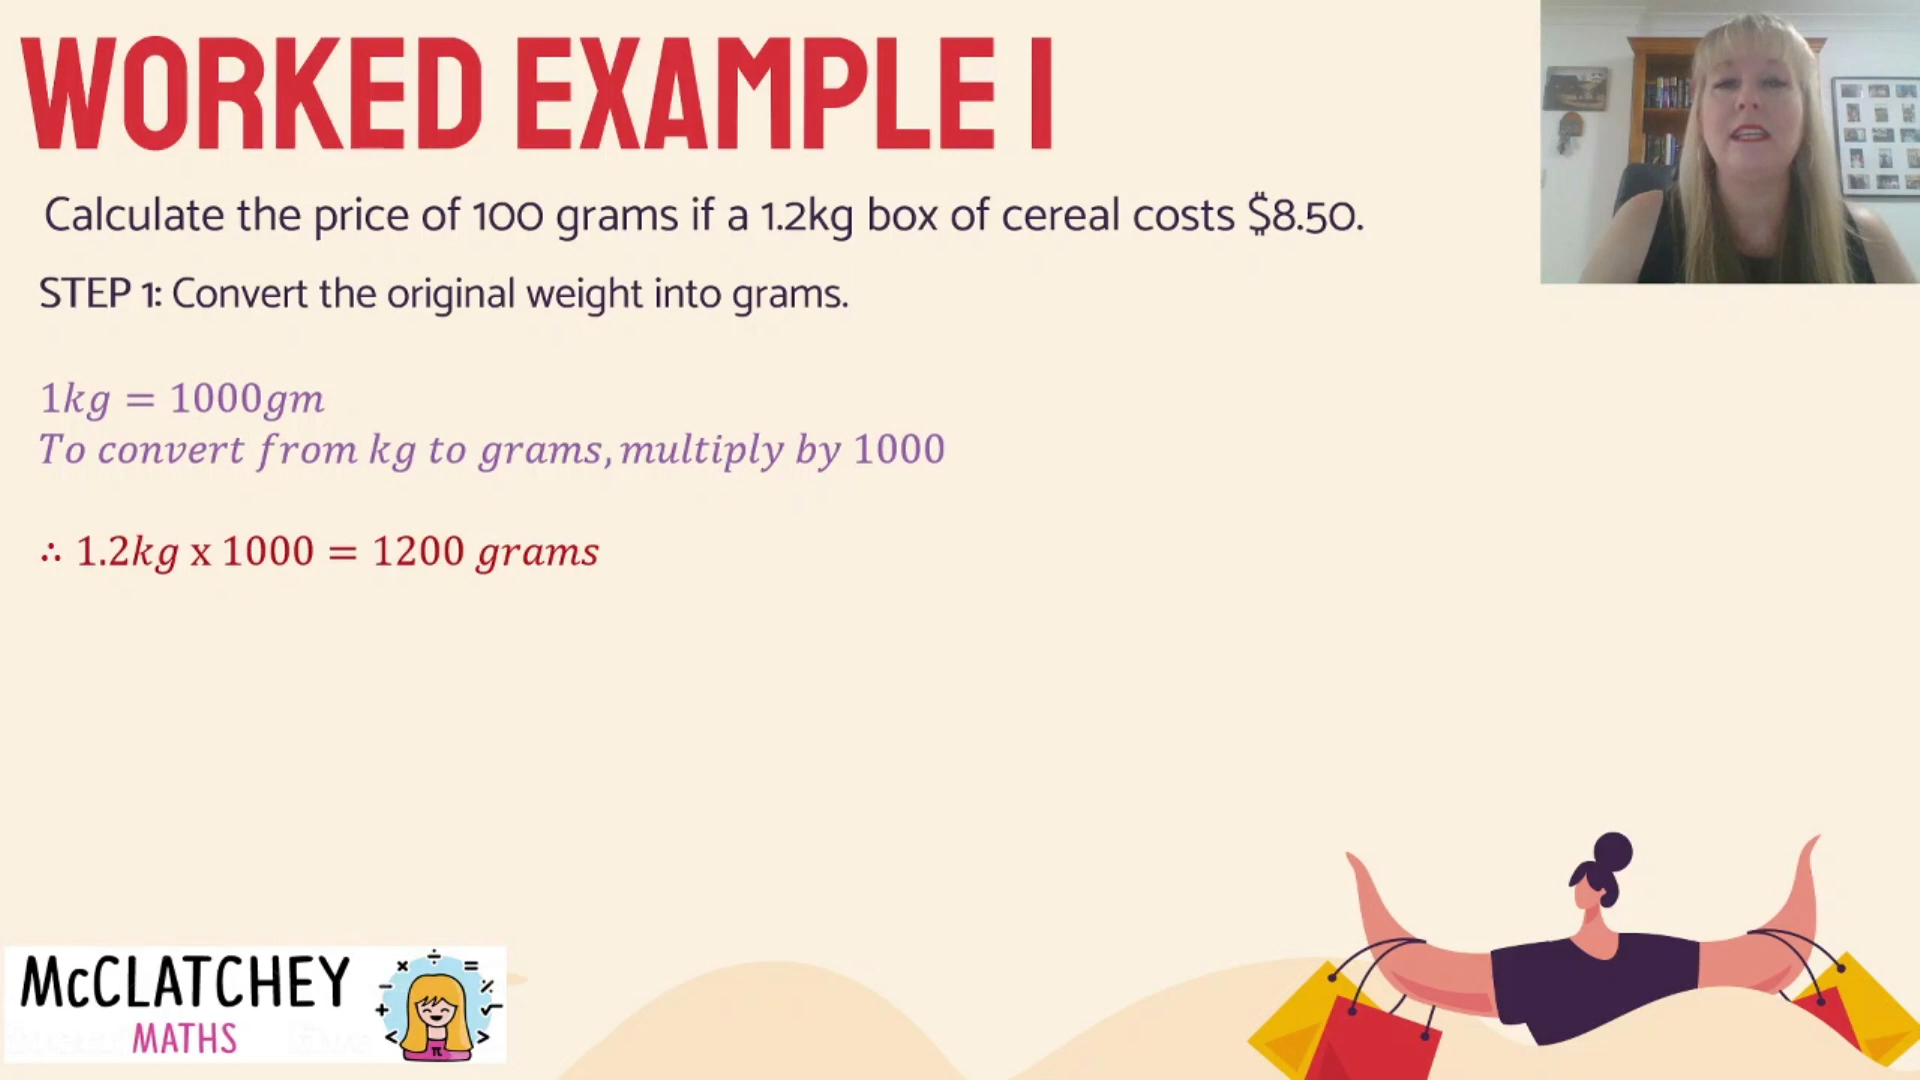 WORKED EXAMPLE 1
Calculate the price of 100 grams if a 1.2kg box of cereal costs $8.50.
STEP 1: Convert the original weight into grams.
1kg = 1000gm
To convert from kg to grams, multiply by 1000
∴ 1.2kg x 1000 = 1200 grams
McCLATCHEY
MATHS